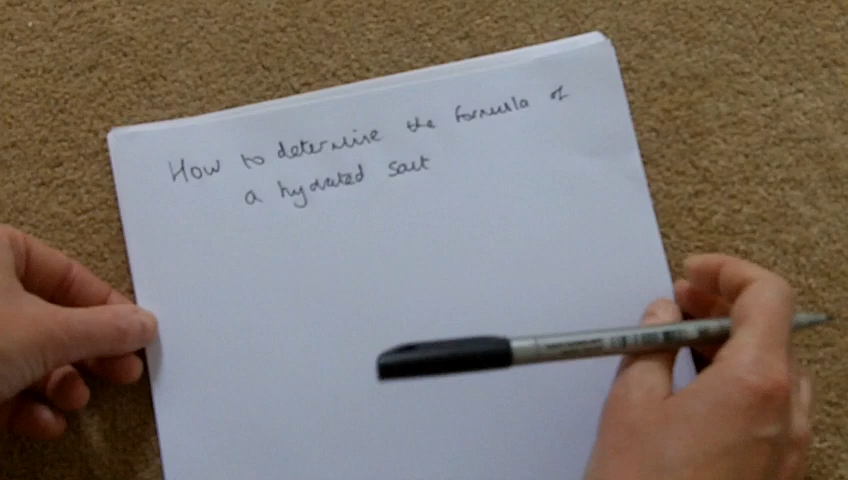 How to determine the formula of
a hydrated salt